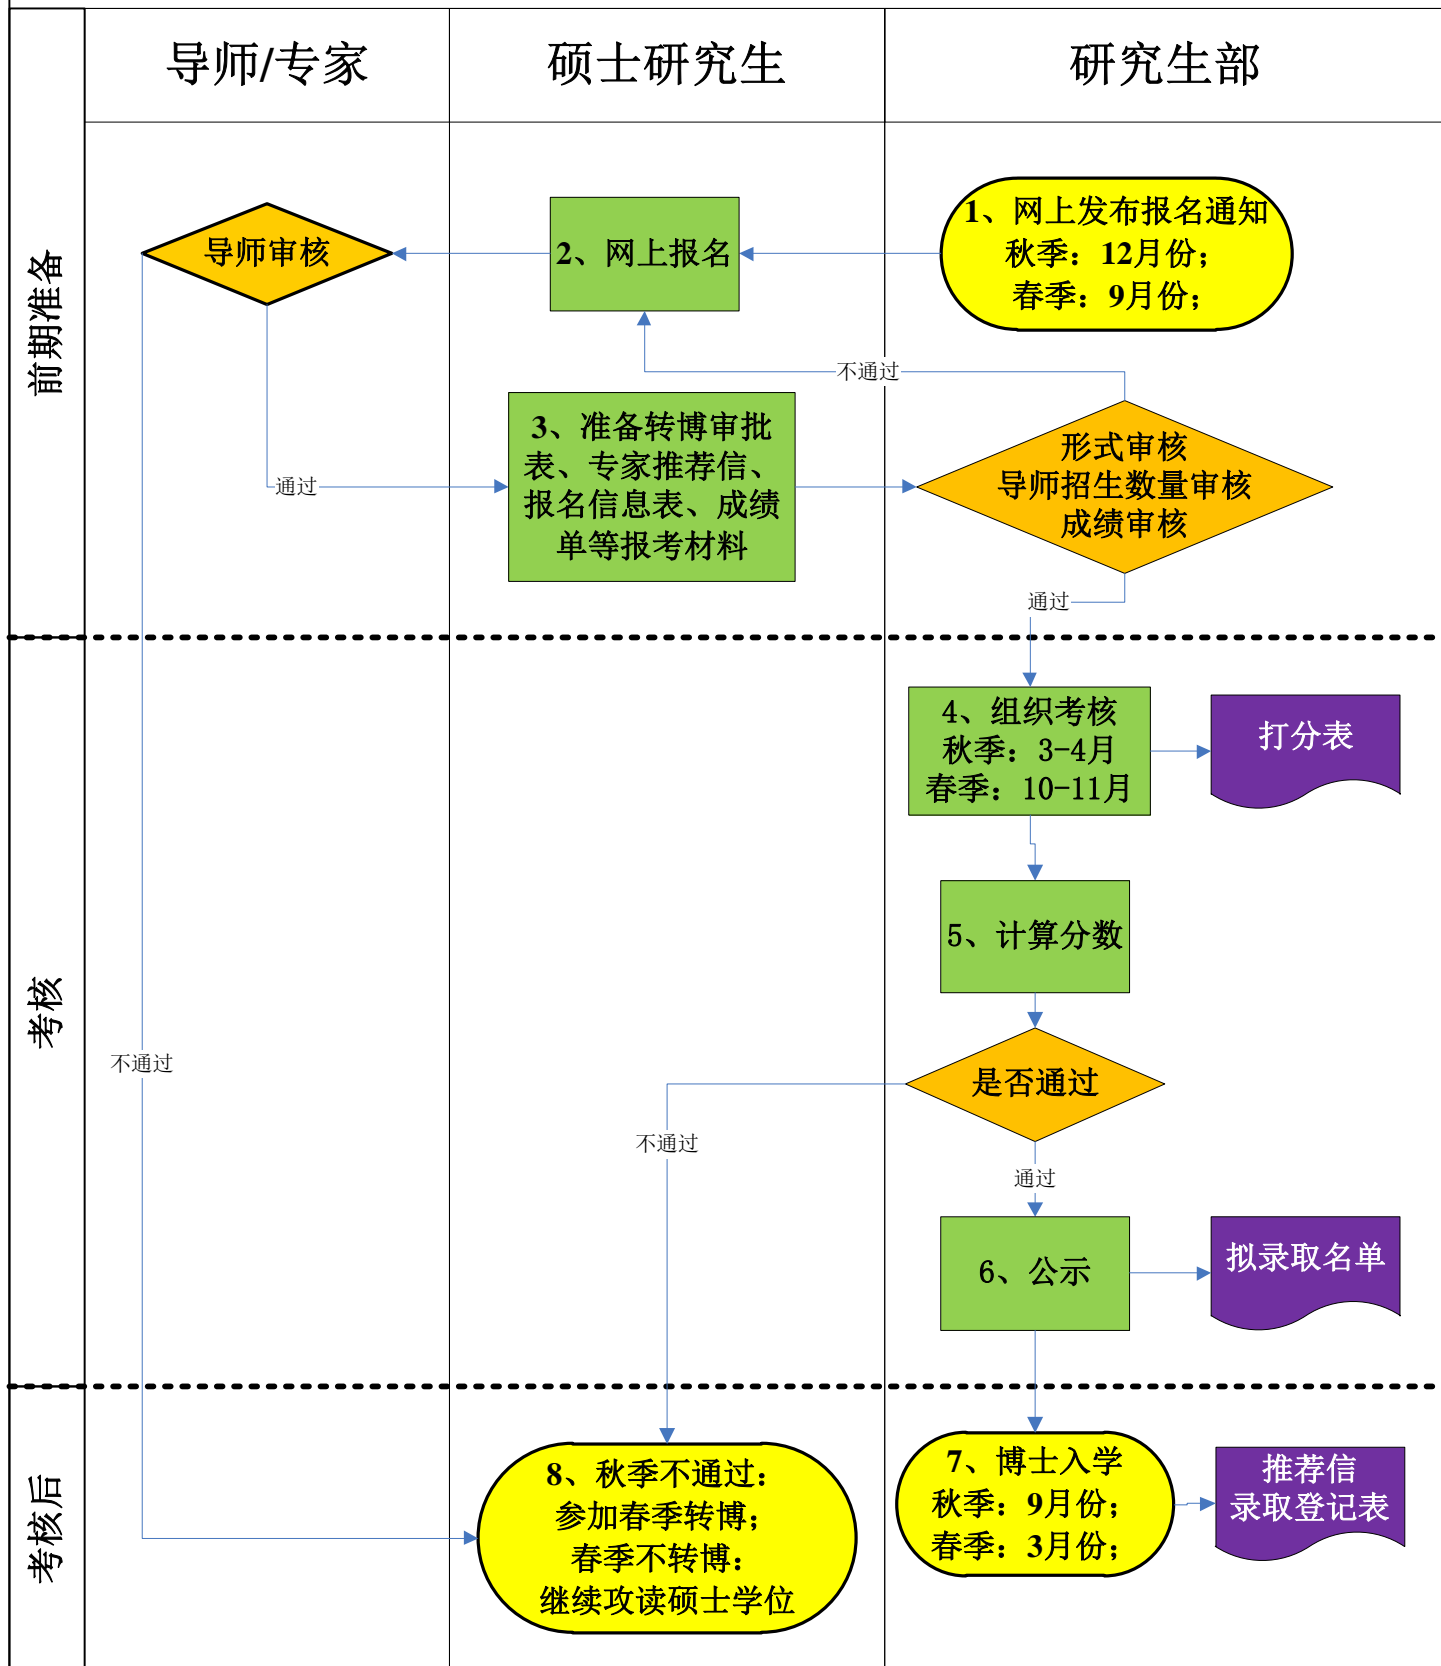 导师/专家
硕士研究生
研究生部
前期准备
导师审核
2、网上报名
1、网上发布报名通知
秋季：12月份；
春季：9月份；
不通过
通过
3、准备转博审批
表、专家推荐信、
报名信息表、成绩
单等报考材料
形式审核
导师招生数量审核
成绩审核
通过
考核
4、组织考核
秋季：3-4月
春季：10-11月
打分表
5、计算分数
不通过
是否通过
不通过
通过
6、公示
拟录取名单
考核后
8、秋季不通过：
参加春季转博；
春季不转博：
继续攻读硕士学位
7、博士入学
秋季：9月份；
春季：3月份；
推荐信
录取登记表